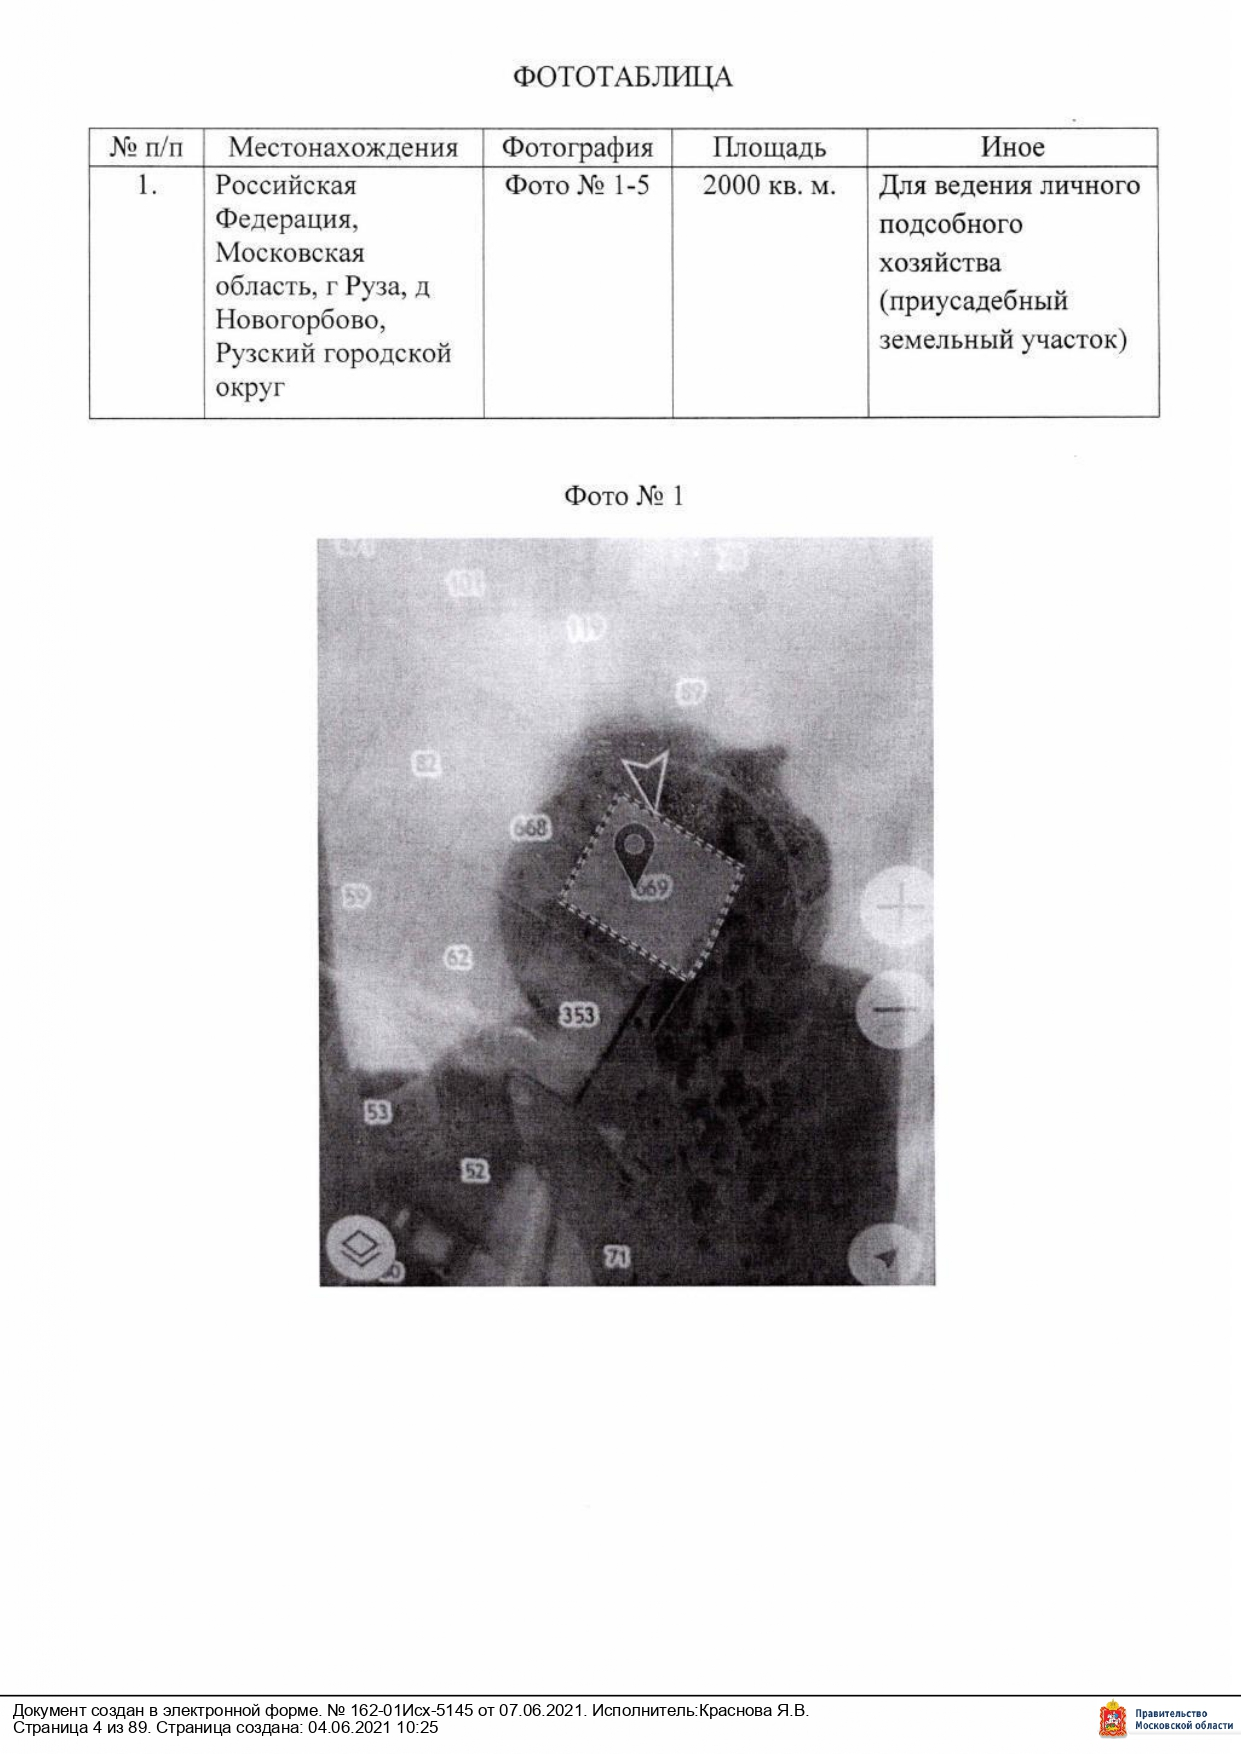 ФОТОТАБЛИЦА
№ п/п Местонахождения Фотография Площадь Иное
1. Российская Федерация, Московская область, г Руза, д Новогорбово, Рузский городской округ Фото № 1-5 2000 кв. м. Для ведения личного подсобного хозяйства (приусадебный земельный участок)
Фото № 1
101
119
89
82
668
59
669
62
353
53
52
71
Документ создан в электронной форме. № 162-01Исх-5145 от 07.06.2021. Исполнитель:Краснова Я.В.
Страница 4 из 89. Страница создана: 04.06.2021 10:25
Правительство
Московской области